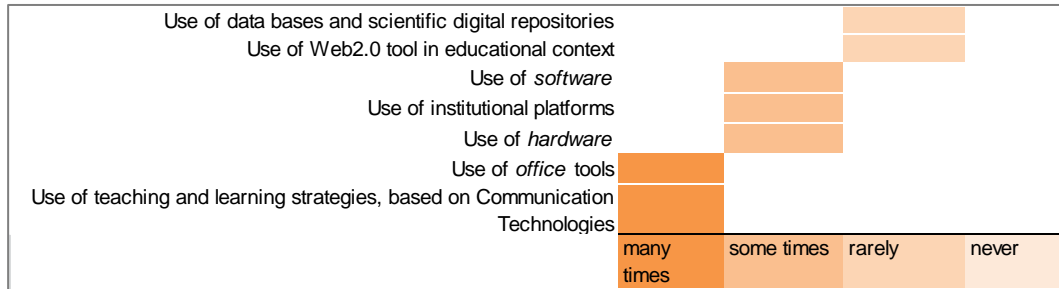 Use of data bases and scientific digital repositories
Use of Web2.0 tool in educational context
Use of software
Use of institutional platforms
Use of hardware
Use of office tools
Use of teaching and learning strategies, based on Communication
Technologies
many some times rarely never
times